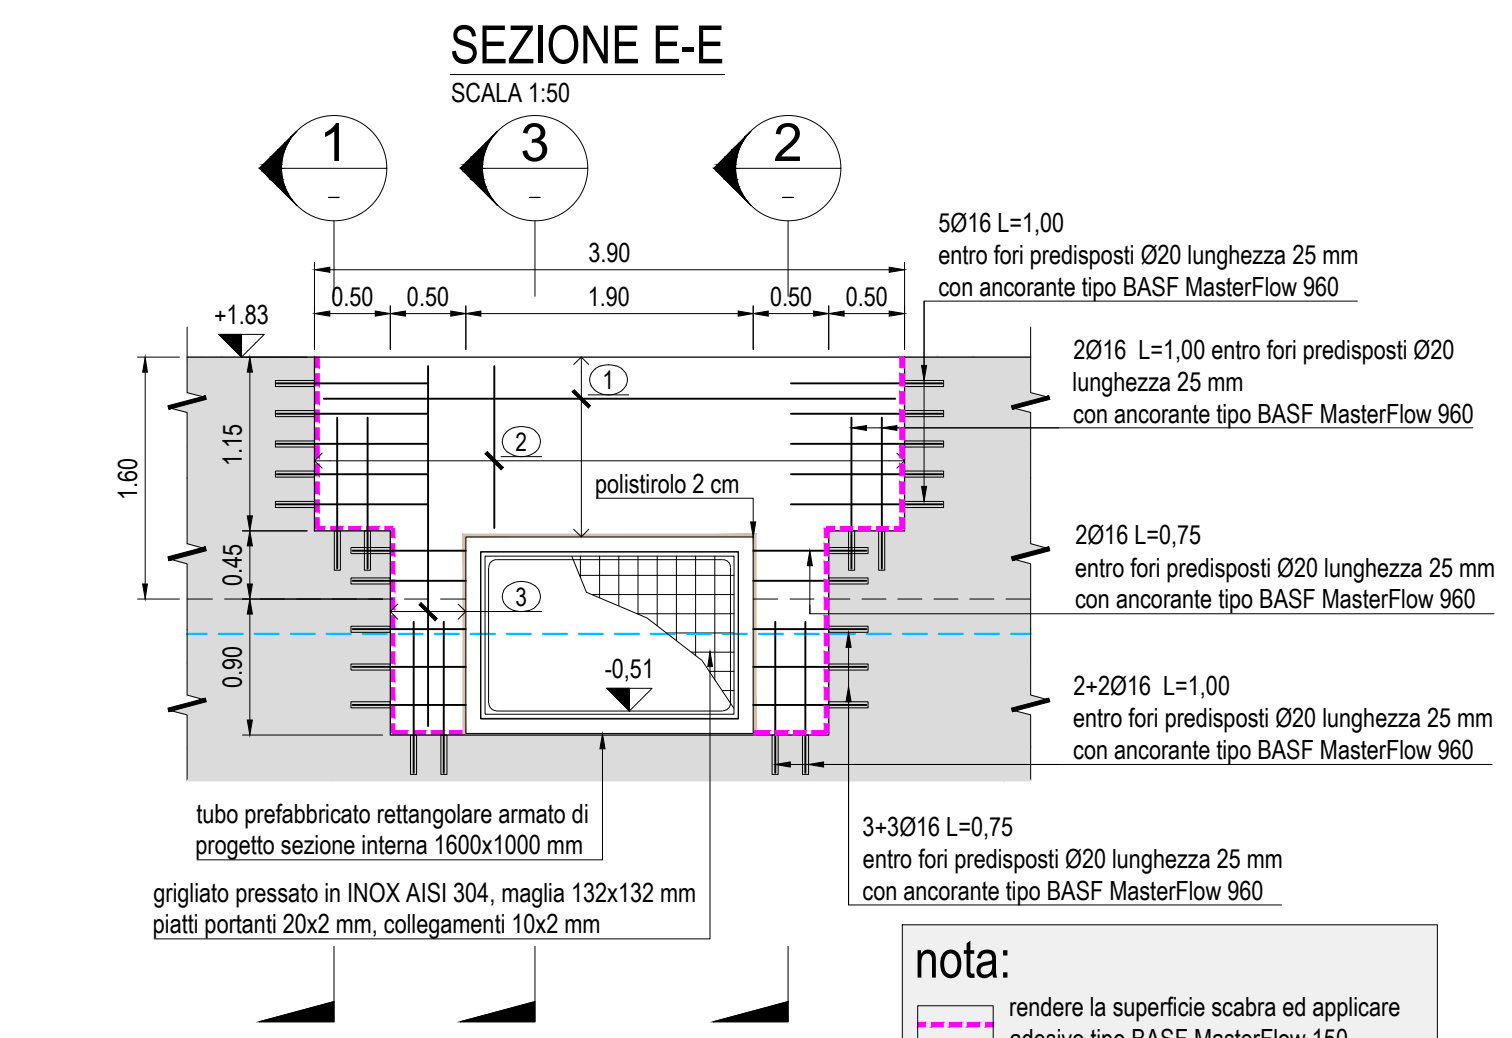 SEZIONE E-E
SCALA 1:50
1
–
3
–
2
–
3.90
0.50
0.50
1.90
0.50
0.50
+1.83
5Ø16 L=1,00
entro fori predisposti Ø20 lunghezza 25 mm
con ancorante tipo BASF MasterFlow 960
2Ø16 L=1,00 entro fori predisposti Ø20
lunghezza 25 mm
con ancorante tipo BASF MasterFlow 960
1
2
1.15
1.60
polistirolo 2 cm
2Ø16 L=0,75
entro fori predisposti Ø20 lunghezza 25 mm
con ancorante tipo BASF MasterFlow 960
0.45
3
0.90
-0,51
2+2Ø16 L=1,00
entro fori predisposti Ø20 lunghezza 25 mm
con ancorante tipo BASF MasterFlow 960
tubo prefabbricato rettangolare armato di
progetto sezione interna 1600x1000 mm
3+3Ø16 L=0,75
entro fori predisposti Ø20 lunghezza 25 mm
con ancorante tipo BASF MasterFlow 960
grigliato pressato in INOX AISI 304, maglia 132x132 mm
piatti portanti 20x2 mm, collegamenti 10x2 mm
nota:
rendere la superficie scabra ed applicare
adesivo tipo BASF MasterFlow 150